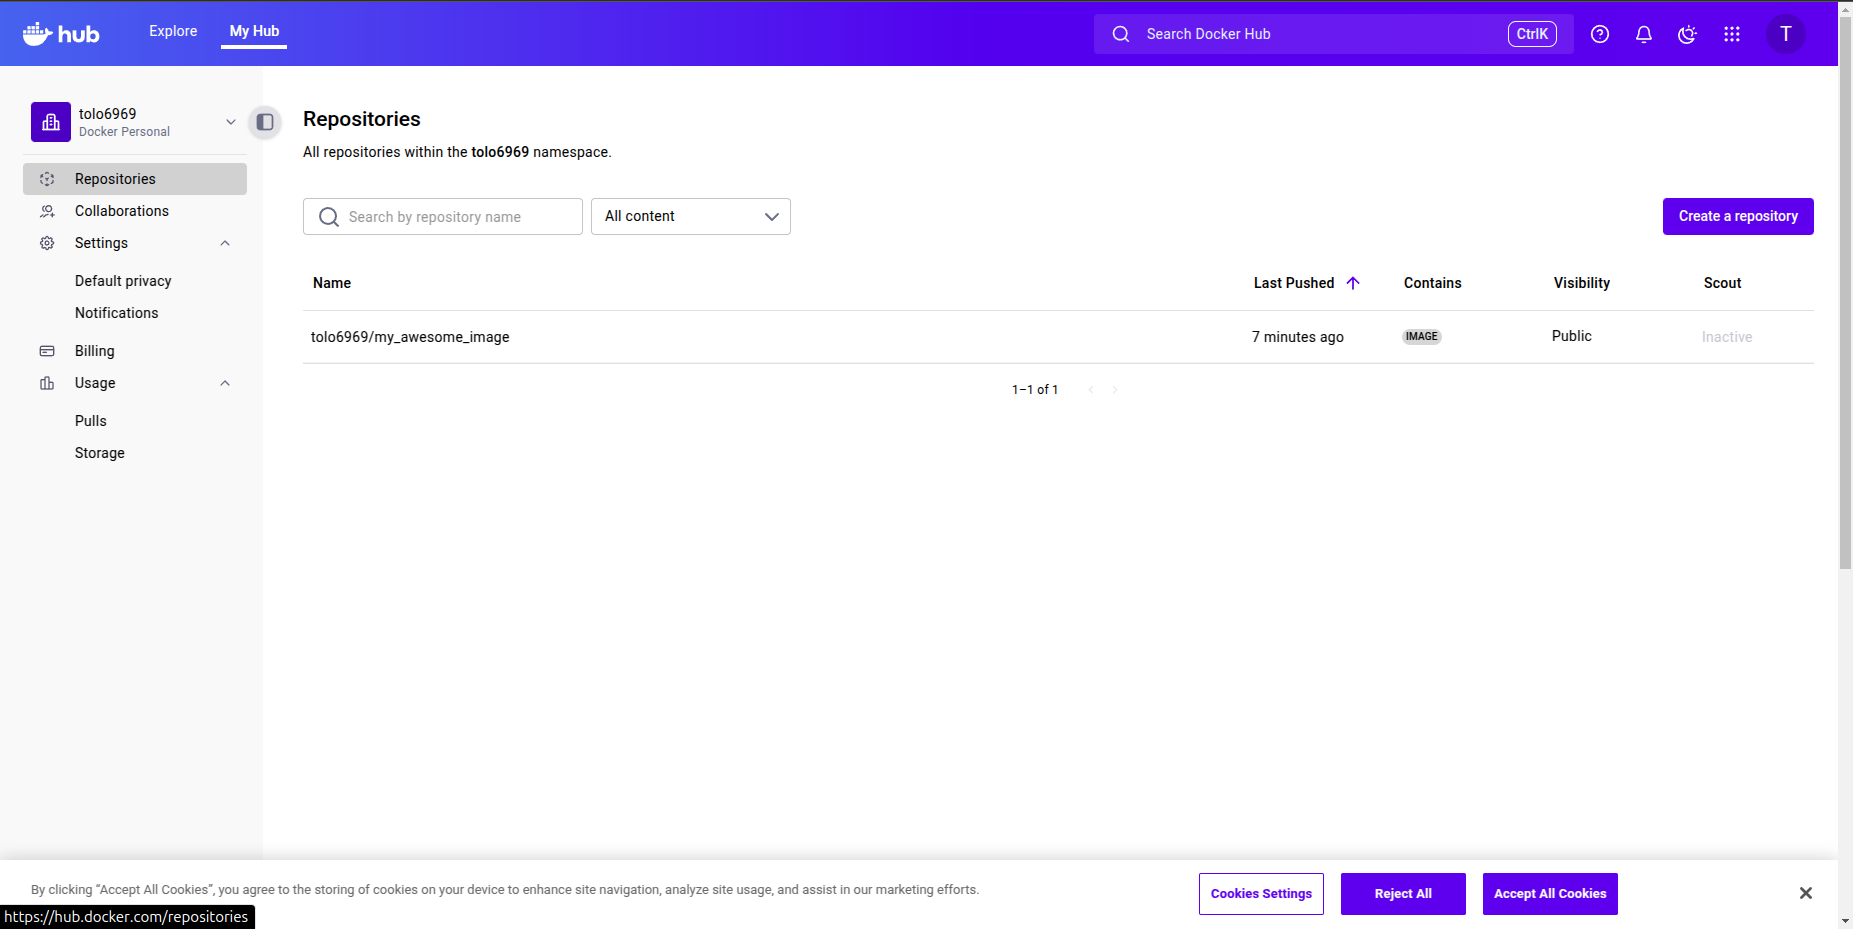 hub
Explore
My Hub
Search Docker Hub
CtrlK
T
tolo6969
Docker Personal
Repositories
Collaborations
Settings
Default privacy
Notifications
Billing
Usage
Pulls
Storage
Repositories
All repositories within the tolo6969 namespace.
Search by repository name
All content
Create a repository
Name Last Pushed Contains Visibility Scout
tolo6969/my_awesome_image 7 minutes ago IMAGE Public Inactive
1–1 of 1
By clicking “Accept All Cookies”, you agree to the storing of cookies on your device to enhance site navigation, analyze site usage, and assist in our marketing efforts.
Cookies Settings
Reject All
Accept All Cookies
https://hub.docker.com/repositories